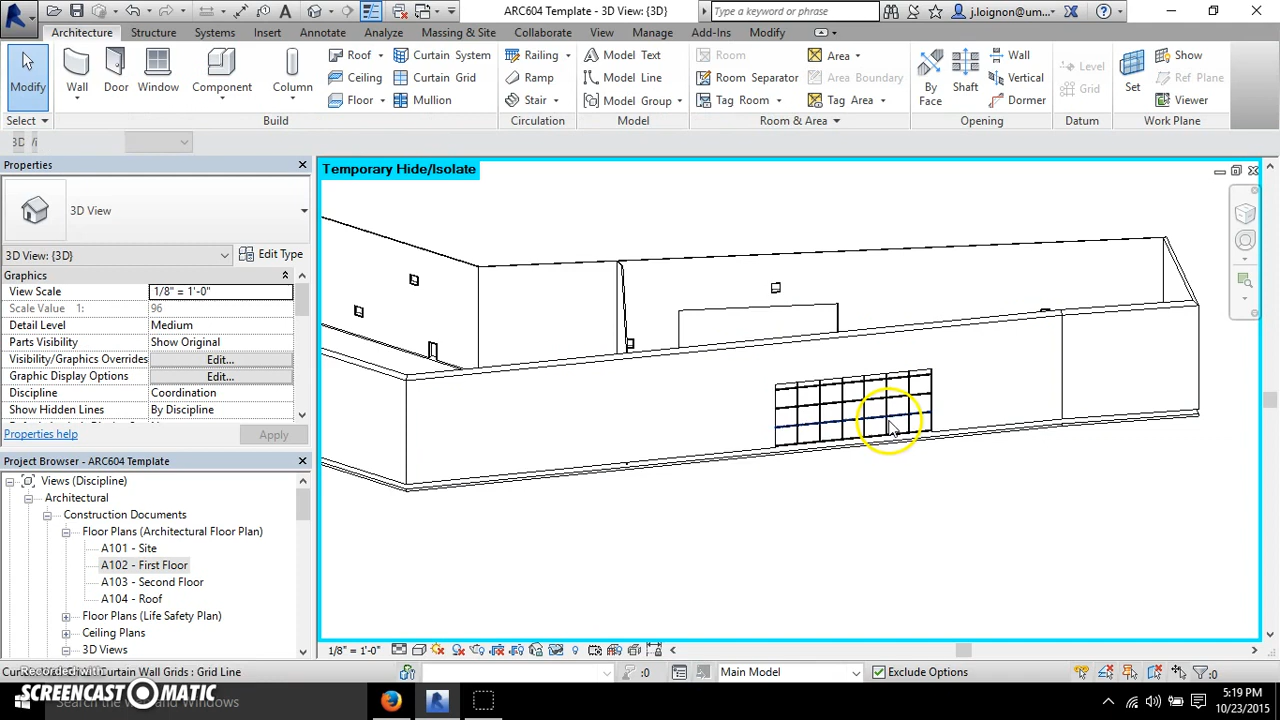 ARC604 Template - 3D View: {3D}
Type a keyword or phrase
j.loignon@um...
Architecture Structure Systems Insert Annotate Analyze Massing & Site Collaborate View Manage Add-Ins Modify
Modify
Wall
Door
Window
Component
Column
Roof
Ceiling
Floor
Curtain System
Curtain Grid
Mullion
Railing
Ramp
Stair
Model Text
Model Line
Model Group
Room
Room Separator
Tag Room
Area
Area Boundary
Tag Area
By Face
Shaft
Wall
Vertical
Dormer
Level
Grid
Set
Show
Ref Plane
Viewer
Select
Build
Circulation
Model
Room & Area
Opening
Datum
Work Plane
Properties
3D View
3D View: {3D}
Edit Type
Graphics
View Scale 1/8" = 1'-0"
Scale Value 1: 96
Detail Level Medium
Parts Visibility Show Original
Visibility/Graphics Overrides Edit...
Graphic Display Options Edit...
Discipline Coordination
Show Hidden Lines By Discipline
Properties help
Apply
Project Browser - ARC604 Template
Views (Discipline)
Architectural
Construction Documents
Floor Plans (Architectural Floor Plan)
A101 - Site
A102 - First Floor
A103 - Second Floor
A104 - Roof
Floor Plans (Life Safety Plan)
Ceiling Plans
3D Views
Temporary Hide/Isolate
1/8" = 1'-0"
Curtain Wall Grids : Grid Line
:0
Main Model
Exclude Options
:0
Recorded with
SCREENCAST-O-MATIC
Search the web and Windows
5:19 PM
10/23/2015